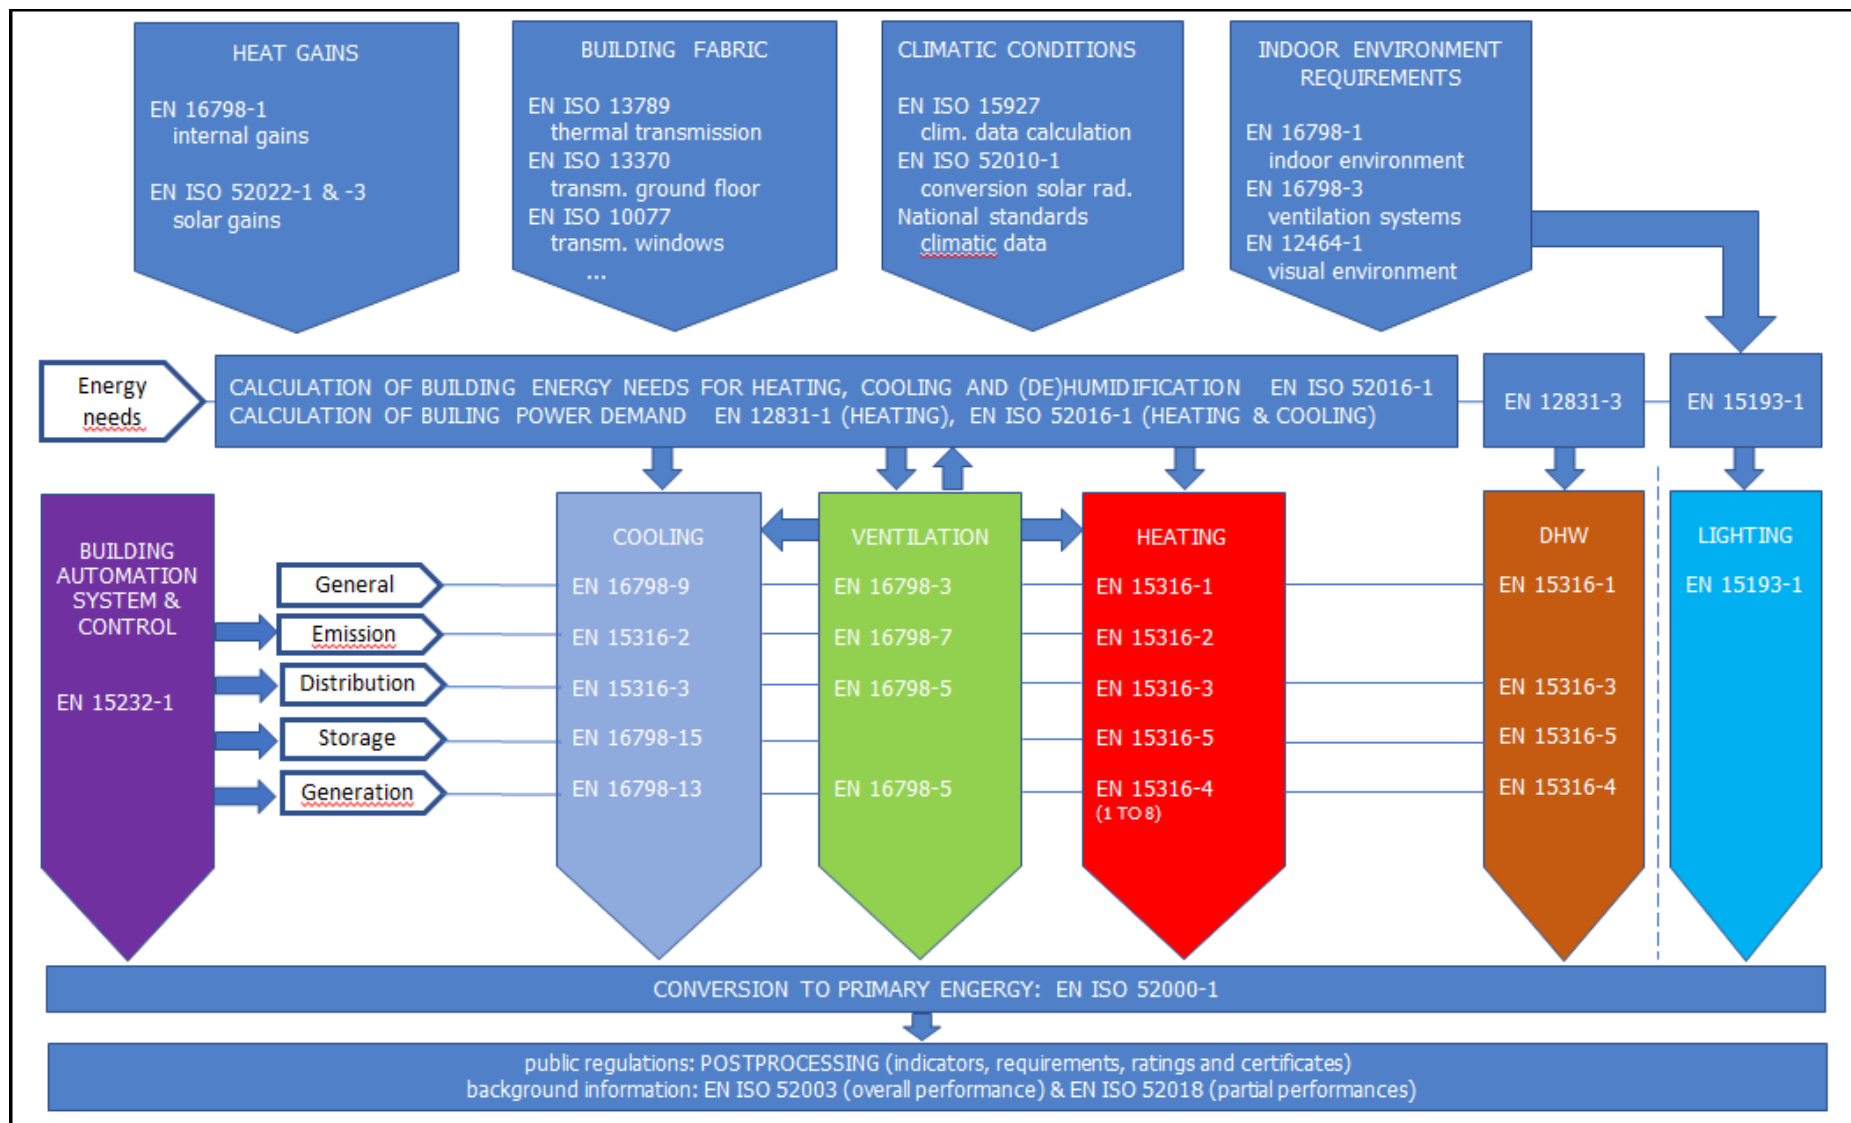 HEAT GAINS
EN 16798-1
internal gains
EN ISO 52022-1 & -3
solar gains
BUILDING FABRIC
EN ISO 13789
thermal transmission
EN ISO 13370
transm. ground floor
EN ISO 10077
transm. windows
...
CLIMATIC CONDITIONS
EN ISO 15927
clim. data calculation
EN ISO 52010-1
conversion solar rad.
National standards
climatic data
INDOOR ENVIRONMENT
REQUIREMENTS
EN 16798-1
indoor environment
EN 16798-3
ventilation systems
EN 12464-1
visual environment
Energy
needs
CALCULATION OF BUILDING ENERGY NEEDS FOR HEATING, COOLING AND (DE)HUMIDIFICATION EN ISO 52016-1
CALCULATION OF BUILING POWER DEMAND EN 12831-1 (HEATING), EN ISO 52016-1 (HEATING & COOLING)
EN 12831-3
EN 15193-1
BUILDING
AUTOMATION
SYSTEM &
CONTROL
EN 15232-1
General
Emission
Distribution
Storage
Generation
COOLING
EN 16798-9
EN 15316-2
EN 15316-3
EN 16798-15
EN 16798-13
VENTILATION
EN 16798-3
EN 16798-7
EN 16798-5
EN 16798-5
HEATING
EN 15316-1
EN 15316-2
EN 15316-3
EN 15316-5
EN 15316-4
(1 TO 8)
DHW
EN 15316-1
EN 15316-3
EN 15316-5
EN 15316-4
LIGHTING
EN 15193-1
CONVERSION TO PRIMARY ENGERGY: EN ISO 52000-1
public regulations: POSTPROCESSING (indicators, requirements, ratings and certificates)
background information: EN ISO 52003 (overall performance) & EN ISO 52018 (partial performances)